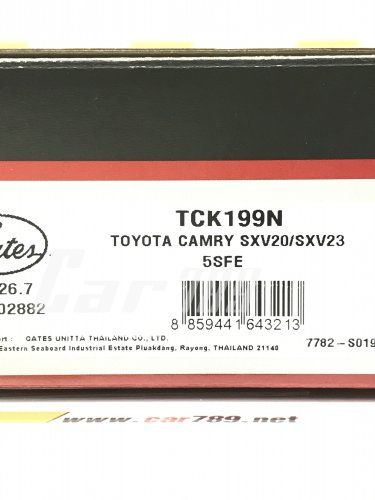 TCK199N
TOYOTA CAMRY SXV20/SXV23
5SFE
Gates
26.7
02882
8 859441 643213
GATES UNITTA THAILAND CO., LTD.
Eastern Seaboard Industrial Estate Pluakdang, Rayong, THAILAND 21140
7782-S019
www.car789.net